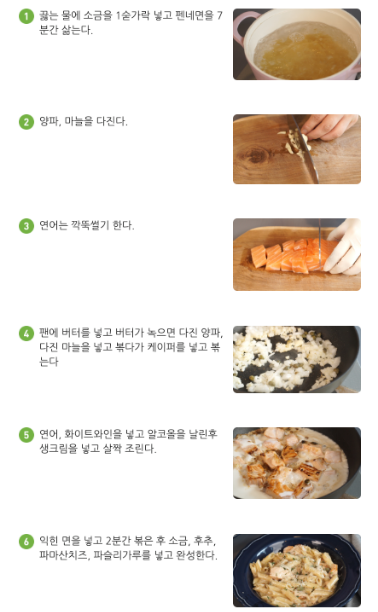 1 끓는 물에 소금을 1숟가락 넣고 펜네면을 7
분간 삶는다.
2 양파, 마늘을 다진다.
3 연어는 깍뚝썰기 한다.
4 팬에 버터를 넣고 버터가 녹으면 다진 양파,
다진 마늘을 넣고 볶다가 케이퍼를 넣고 볶
는다
5 연어, 화이트와인을 넣고 알코올을 날린후
생크림을 넣고 살짝 조린다.
6 익힌 면을 넣고 2분간 볶은 후 소금, 후추,
파마산치즈, 파슬리가루를 넣고 완성한다.